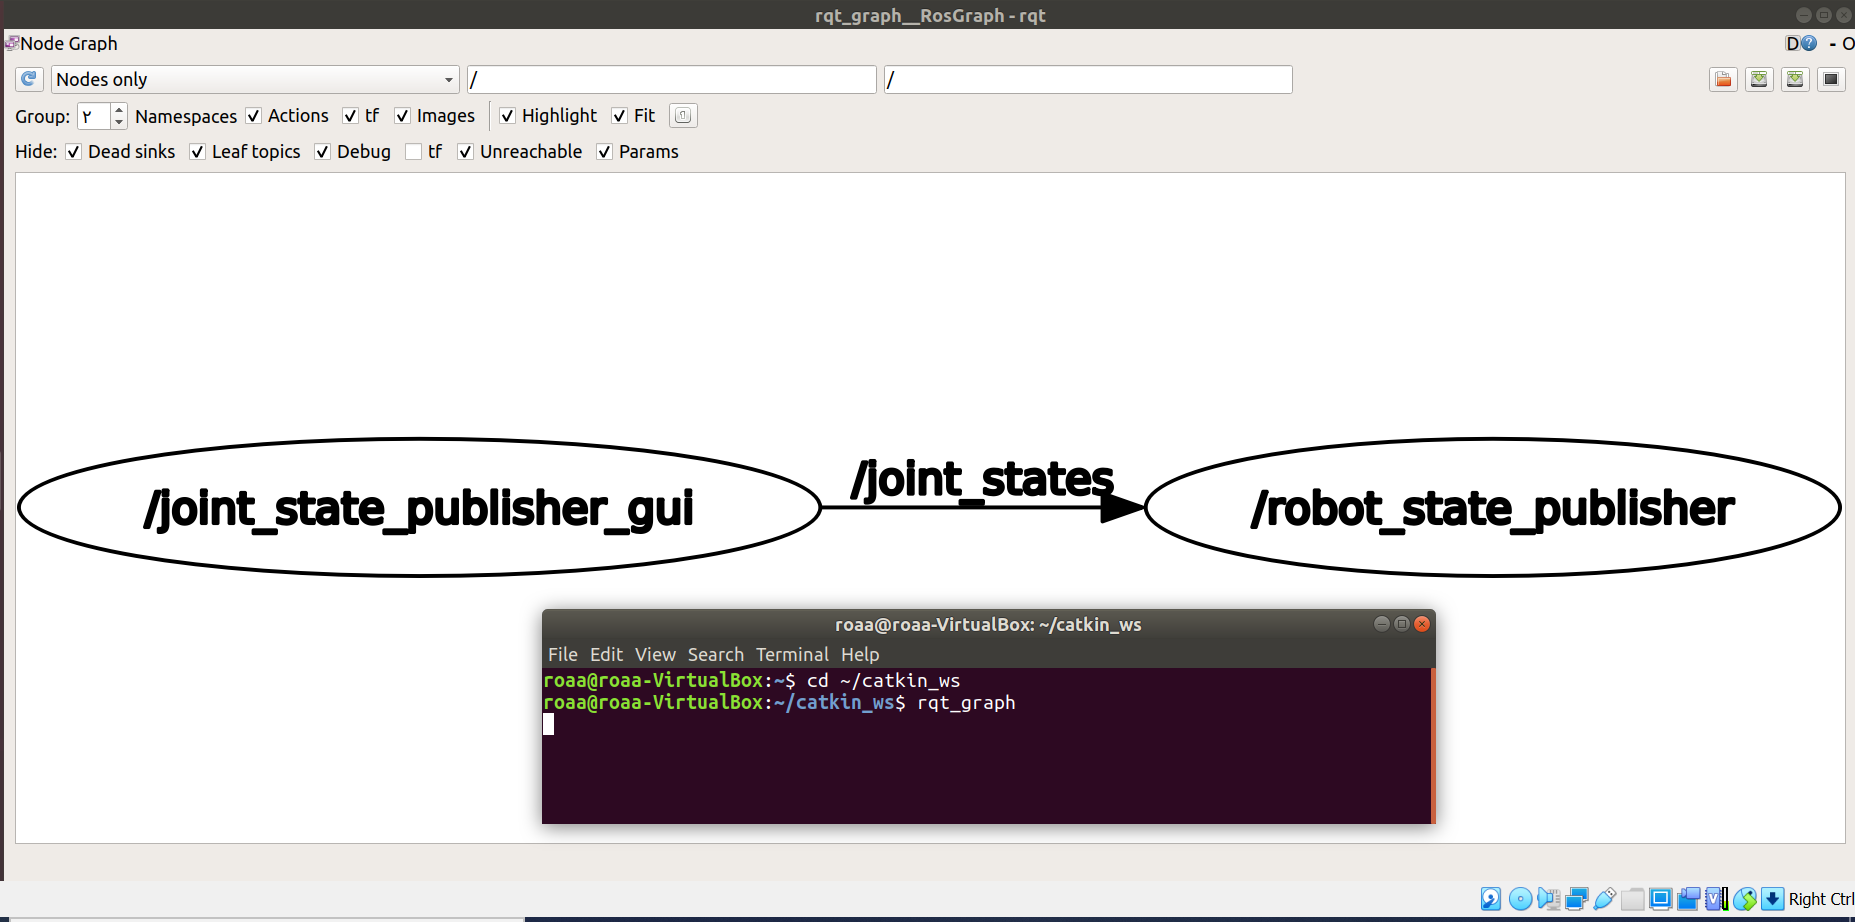 rqt_graph__RosGraph - rqt
Node Graph
D ? - O
Nodes only / /
Group: ٢ Namespaces Actions tf Images Highlight Fit
Hide: Dead sinks Leaf topics Debug tf Unreachable Params
/joint_state_publisher_gui /joint_states /robot_state_publisher
roaa@roaa-VirtualBox: ~/catkin_ws
File Edit View Search Terminal Help
roaa@roaa-VirtualBox:~$ cd ~/catkin_ws
roaa@roaa-VirtualBox:~/catkin_ws$ rqt_graph
Right Ctrl